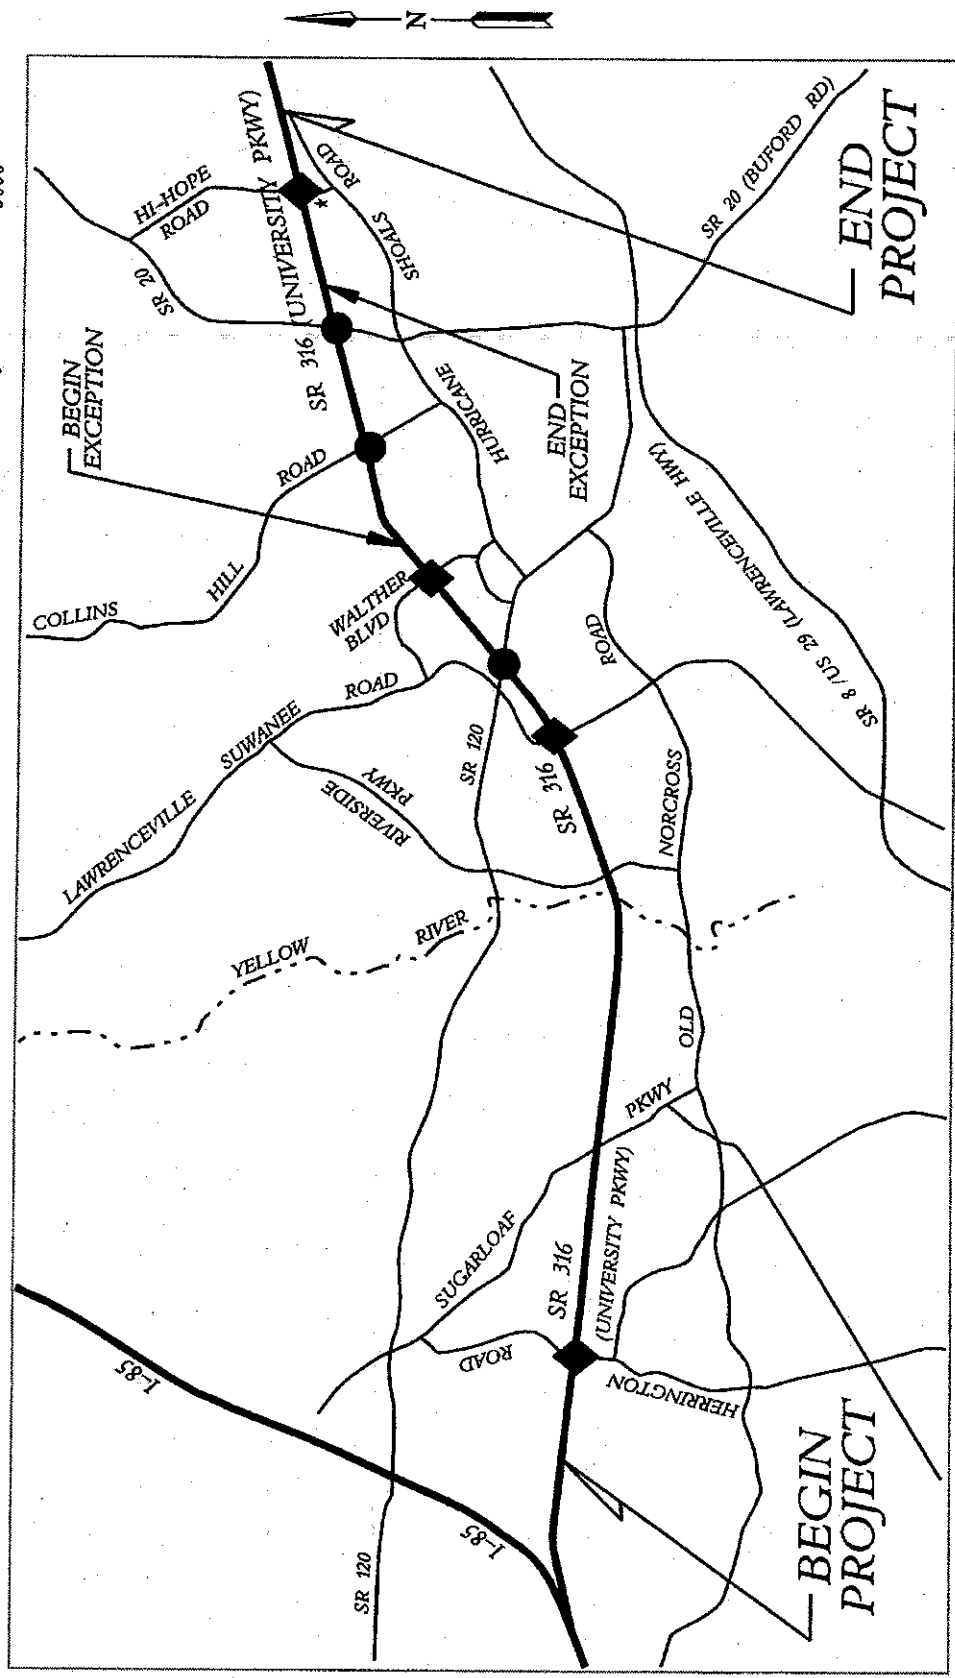 N
I-85
I-85
SR 120
SUGARLOAF
PKWY
ROAD
HERRINGTON
SR 316
(UNIVERSITY PKWY)
BEGIN
PROJECT
YELLOW
RIVER
LAWRENCEVILLE
SUWANEE
ROAD
RIVERSIDE
PKWY
SR 120
SR 316
OLD
NORCROSS
ROAD
COLLINS
HILL
ROAD
WALTHER
BLVD
BEGIN
EXCEPTION
SR 20
HI-HOPE
ROAD
SR 316 (UNIVERSITY PKWY)
*
HURRICANE
SHOALS
ROAD
END
EXCEPTION
SR 8 / US 29 (LAWRENCEVILLE HWY)
SR 20 (BUFORD RD)
END
PROJECT